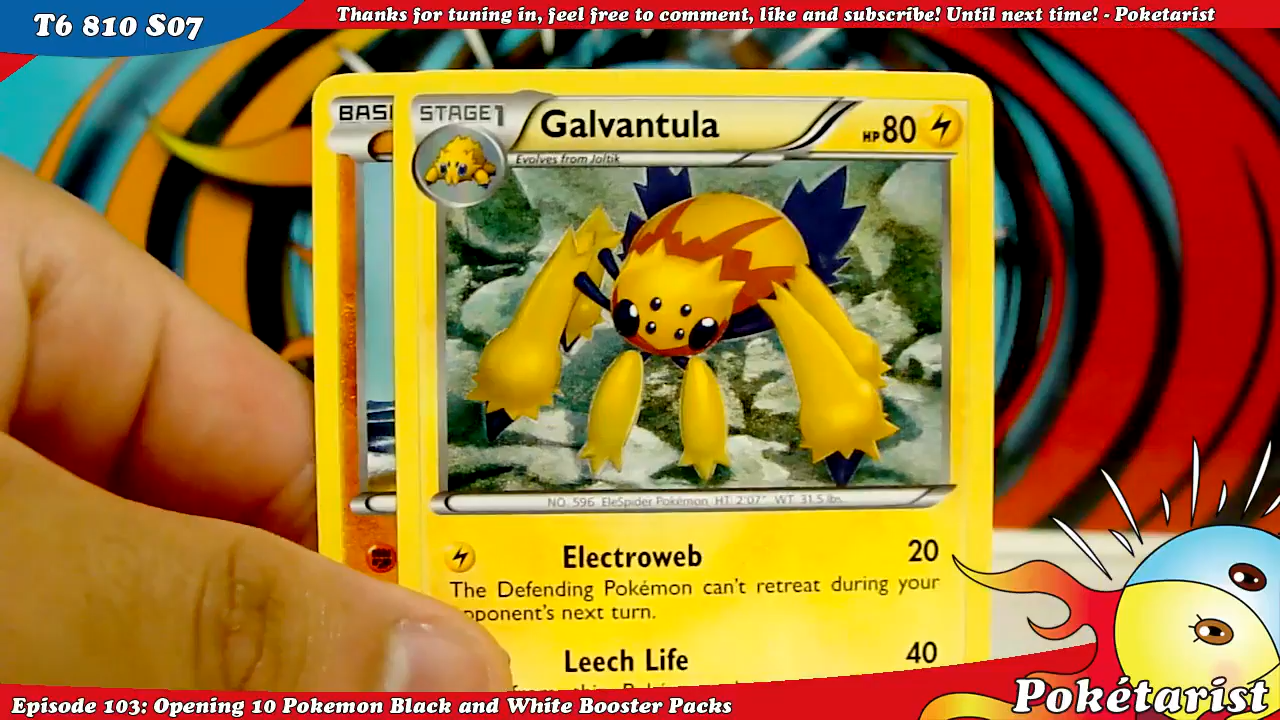 T6 810 S07
Thanks for tuning in, feel free to comment, like and subscribe! Until next time! - Poketarist
BASI
STAGE1
Galvantula
HP80
Evolves from Joltik
NO. 596 EleSpider Pokémon HT: 2'07" WT: 31.5 lbs.
Electroweb 20
The Defending Pokémon can't retreat during your
opponent's next turn.
Leech Life 40
from this Pokémon
Pokétarist
Episode 103: Opening 10 Pokemon Black and White Booster Packs